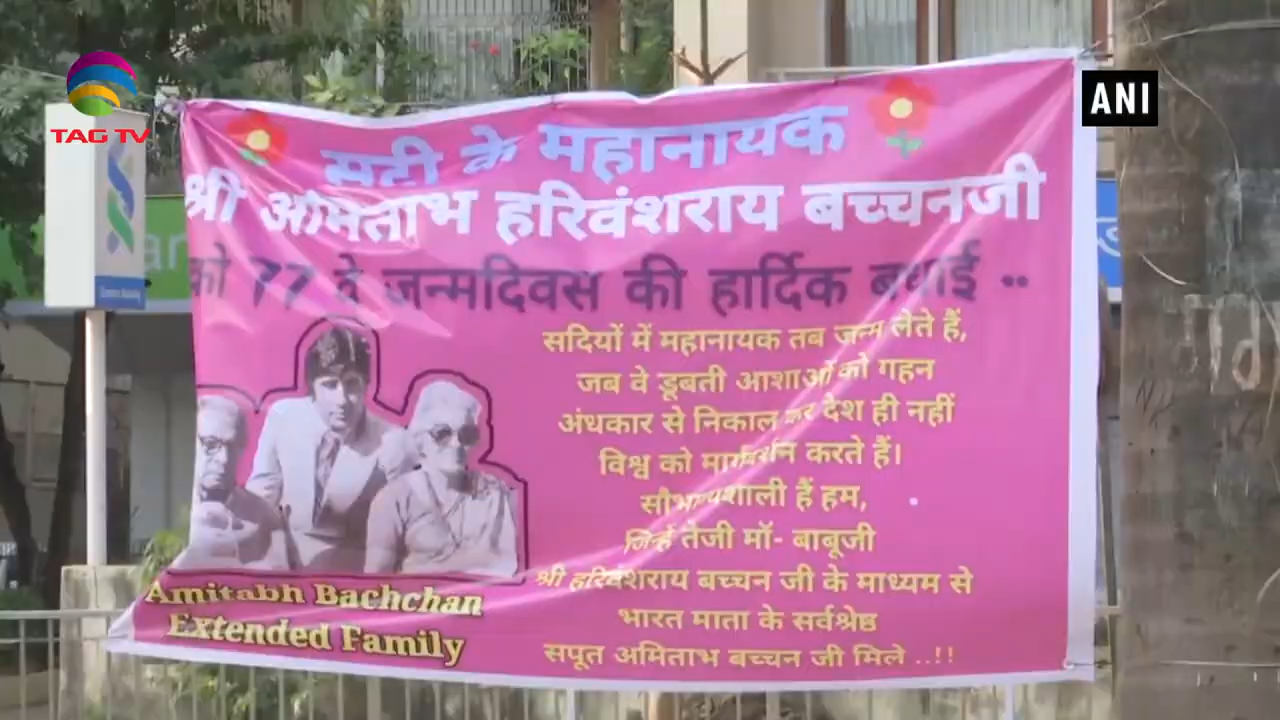 TAG TV
ANI
सदी के महानायक
श्री अमिताभ हरिवंशराय बच्चनजी
को 77 वे जन्मदिवस की हार्दिक बधाई ..
सदियों में महानायक तब जन्म लेते हैं,
जब वे डूबती आशाओं को गहन
अंधकार से निकाल कर देश ही नहीं
विश्व को मार्गदर्शन करते हैं।
सौभाग्यशाली हैं हम,
जिन्हें तेजी मॉ- बाबूजी
श्री हरिवंशराय बच्चन जी के माध्यम से
भारत माता के सर्वश्रेष्ठ
सपूत अमिताभ बच्चन जी मिले ..!!
Amitabh Bachchan
Extended Family